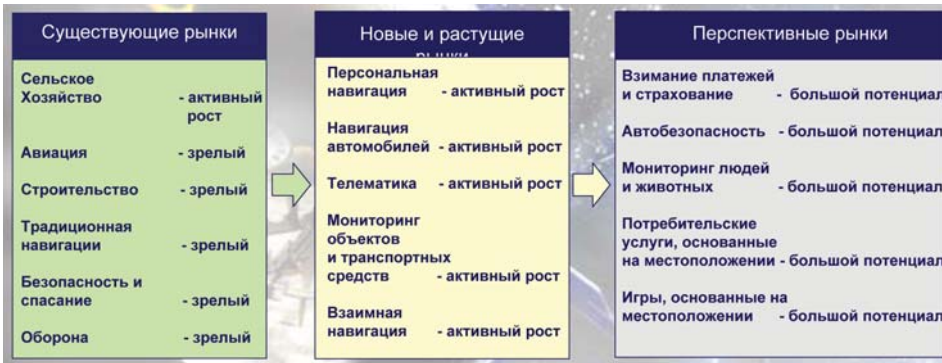 Существующие рынки
Сельское
Хозяйство - активный
рост
Авиация - зрелый
Строительство - зрелый
Традиционная
навигации - зрелый
Безопасность и
спасание - зрелый
Оборона - зрелый
Новые и растущие
рынки
Персональная
навигация - активный рост
Навигация
автомобилей - активный рост
Телематика - активный рост
Мониторинг
объектов
и транспортных
средств - активный рост
Взаимная
навигация - активный рост
Перспективные рынки
Взимание платежей
и страхование - большой потенциал
Автобезопасность - большой потенциал
Мониторинг людей
и животных - большой потенциал
Потребительские
услуги, основанные
на местоположении - большой потенциал
Игры, основанные на
местоположении - большой потенциал